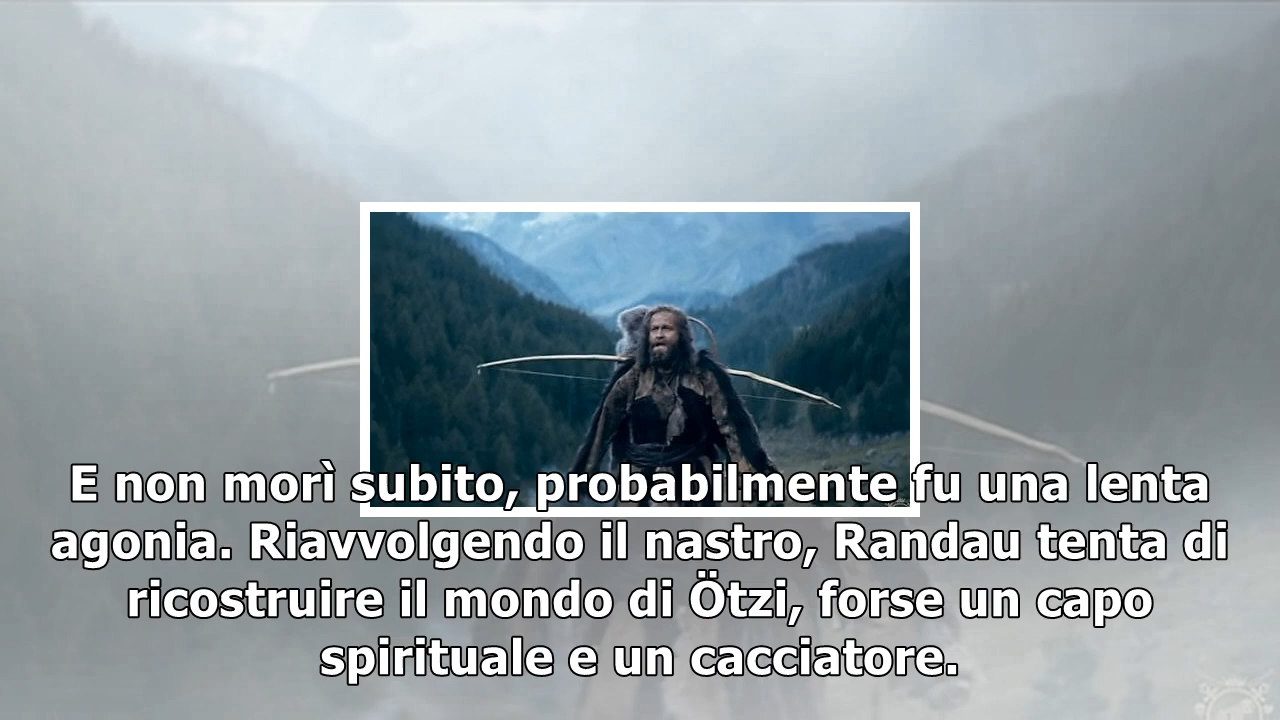 E non morì subito, probabilmente fu una lenta
agonia. Riavvolgendo il nastro, Randau tenta di
ricostruire il mondo di Ötzi, forse un capo
spirituale e un cacciatore.